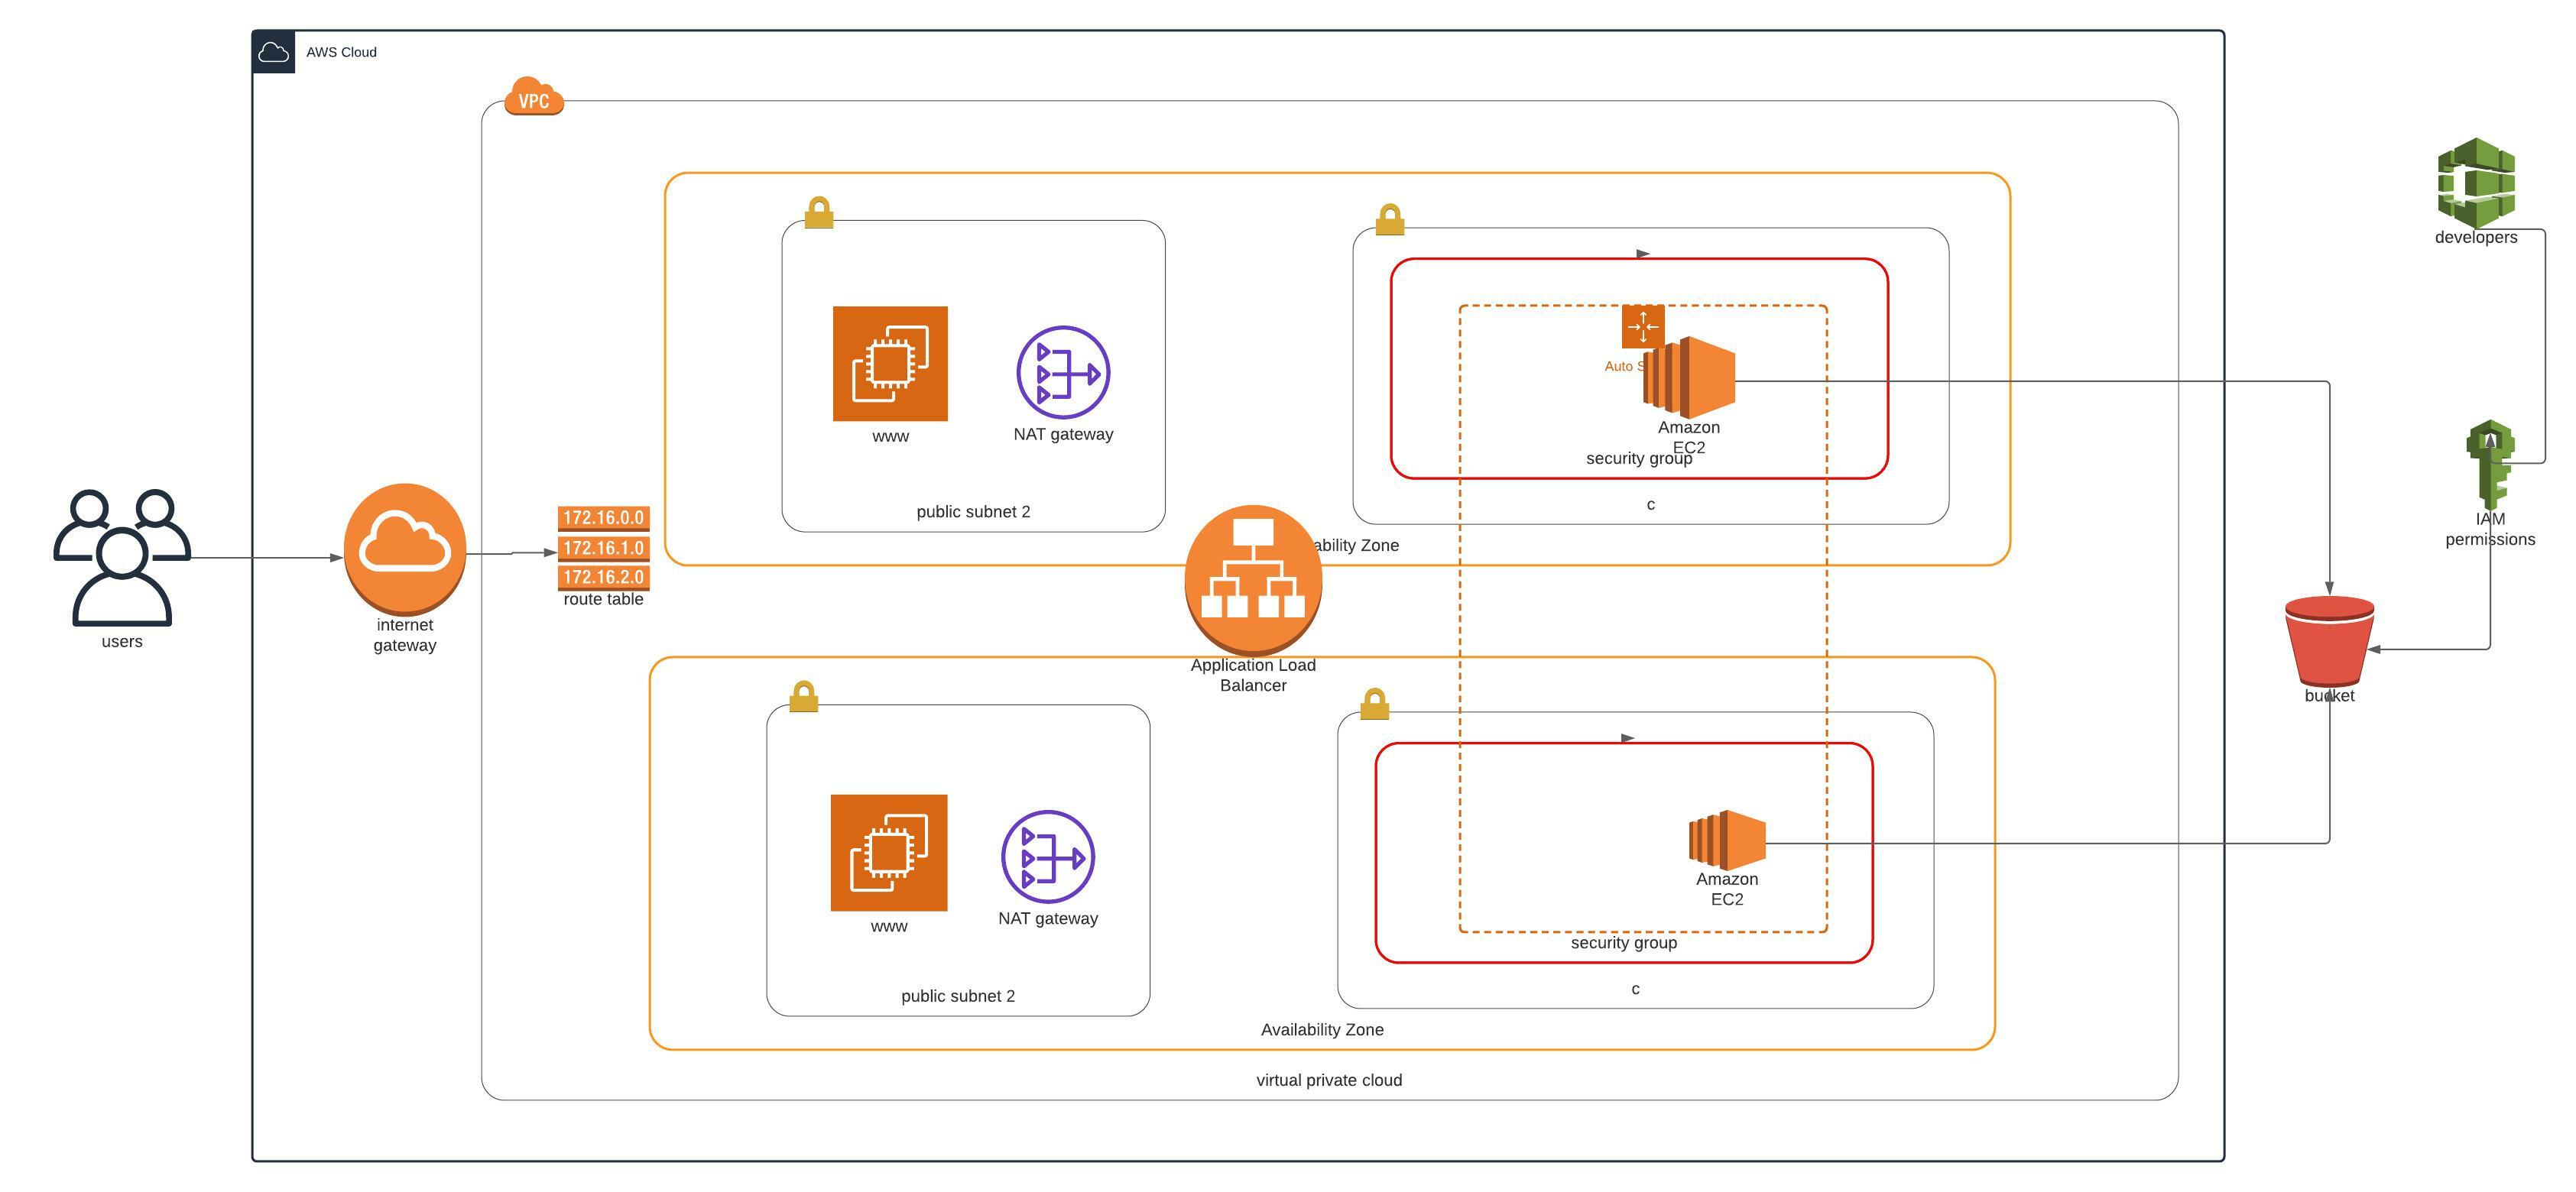 AWS Cloud
VPC
developers
Auto S
www
NAT gateway
Amazon
EC2
security group
c
public subnet 2
ability Zone
172.16.0.0
172.16.1.0
172.16.2.0
route table
IAM
permissions
users
internet
gateway
Application Load
Balancer
bucket
www
NAT gateway
Amazon
EC2
security group
c
public subnet 2
Availability Zone
virtual private cloud